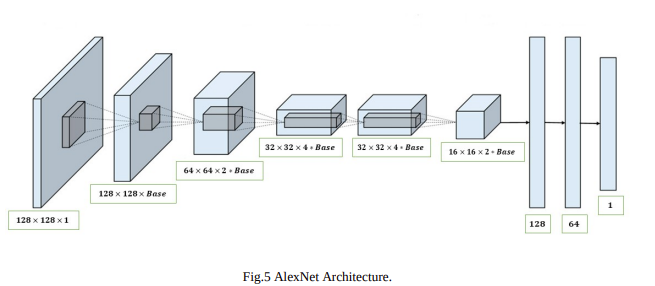 128 × 128 × 1
128 × 128 × Base
64 × 64 × 2 * Base
32 × 32 × 4 * Base
32 × 32 × 4 * Base
16 × 16 × 2 * Base
128
64
1
Fig.5 AlexNet Architecture.